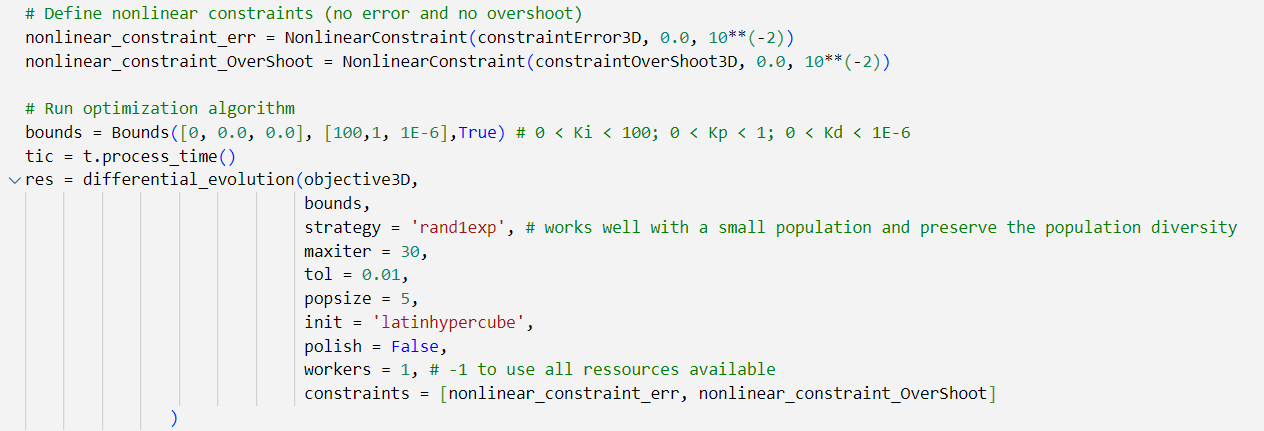 # Define nonlinear constraints (no error and no overshoot)
nonlinear_constraint_err = NonlinearConstraint(constraintError3D, 0.0, 10**(-2))
nonlinear_constraint_OverShoot = NonlinearConstraint(constraintOverShoot3D, 0.0, 10**(-2))
# Run optimization algorithm
bounds = Bounds([0, 0.0, 0.0], [100,1, 1E-6],True) # 0 < Ki < 100; 0 < Kp < 1; 0 < Kd < 1E-6
tic = t.process_time()
res = differential_evolution(objective3D,
bounds,
strategy = 'rand1exp', # works well with a small population and preserve the population diversity
maxiter = 30,
tol = 0.01,
popsize = 5,
init = 'latinhypercube',
polish = False,
workers = 1, # -1 to use all ressources available
constraints = [nonlinear_constraint_err, nonlinear_constraint_OverShoot]
)